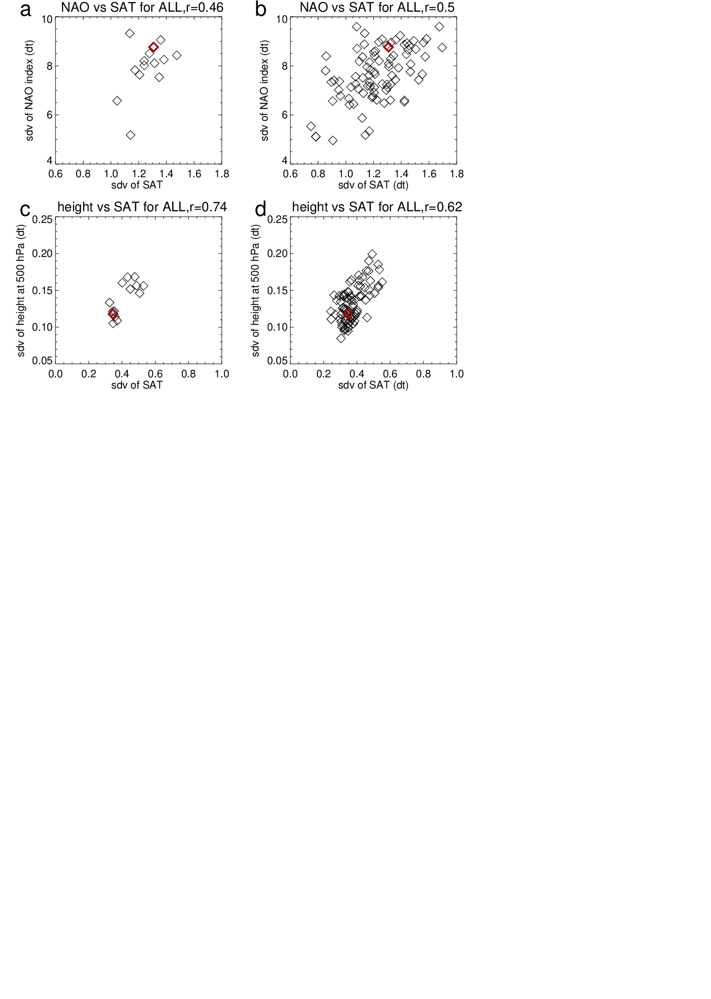 a
NAO vs SAT for ALL,r=0.46
10
8
6
4
sdv of NAO index (dt)
0.6 0.8 1.0 1.2 1.4 1.6 1.8
sdv of SAT
b
NAO vs SAT for ALL,r=0.5
10
8
6
4
sdv of NAO index (dt)
0.6 0.8 1.0 1.2 1.4 1.6 1.8
sdv of SAT (dt)
c
height vs SAT for ALL,r=0.74
0.25
0.20
0.15
0.10
0.05
sdv of height at 500 hPa (dt)
0.0 0.2 0.4 0.6 0.8 1.0
sdv of SAT
d
height vs SAT for ALL,r=0.62
0.25
0.20
0.15
0.10
0.05
sdv of height at 500 hPa (dt)
0.0 0.2 0.4 0.6 0.8 1.0
sdv of SAT (dt)